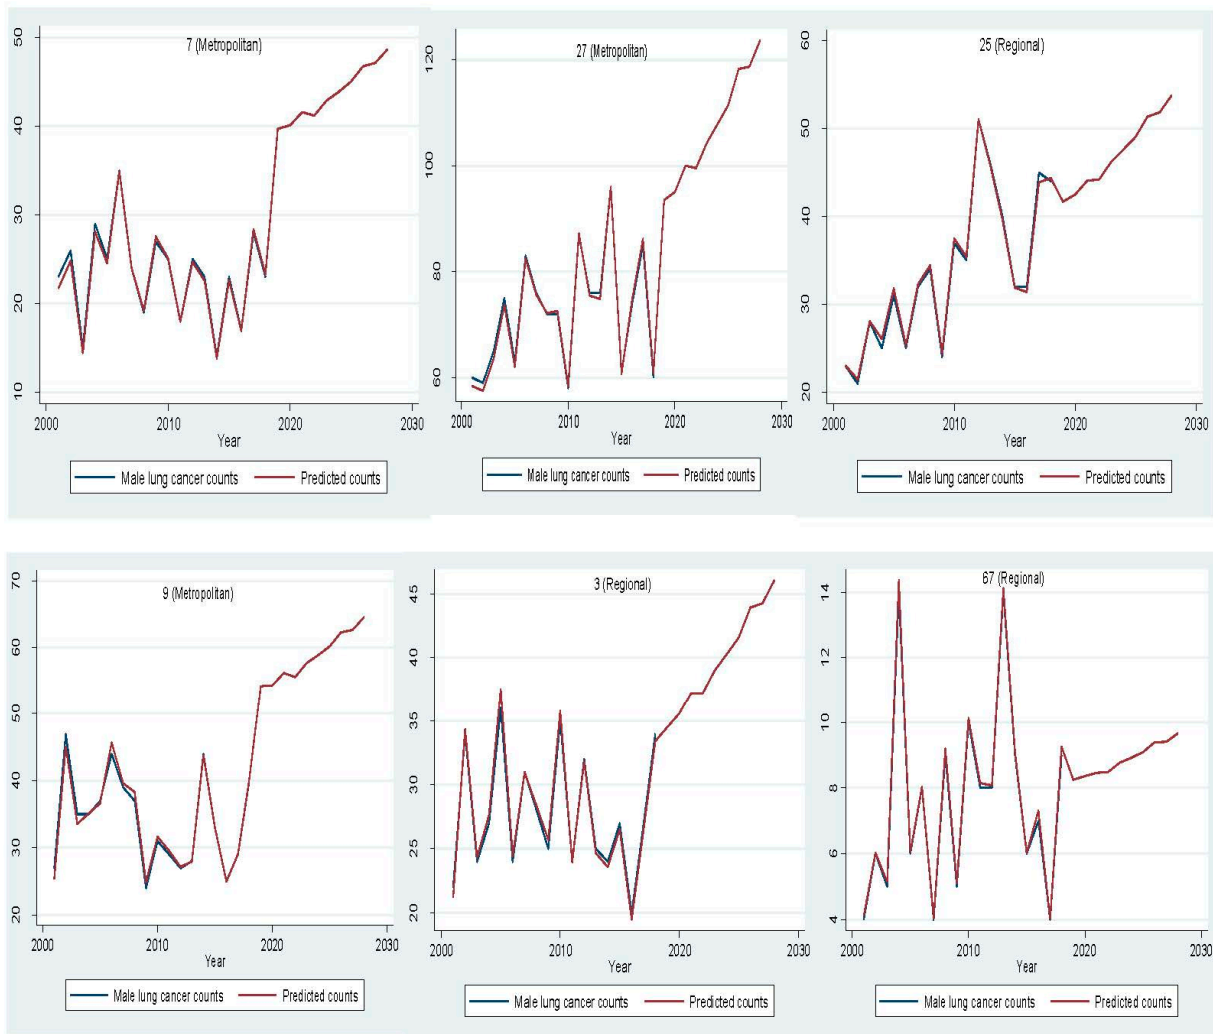 7 (Metropolitan)
50
40
30
20
10
2000 2010 2020 2030
Year
Male lung cancer counts Predicted counts
27 (Metropolitan)
120
100
80
60
2000 2010 2020 2030
Year
Male lung cancer counts Predicted counts
25 (Regional)
60
50
40
30
20
2000 2010 2020 2030
Year
Male lung cancer counts Predicted counts
9 (Metropolitan)
70
60
50
40
30
20
2000 2010 2020 2030
Year
Male lung cancer counts Predicted counts
3 (Regional)
45
40
35
30
25
20
2000 2010 2020 2030
Year
Male lung cancer counts Predicted counts
67 (Regional)
14
12
10
8
6
4
2000 2010 2020 2030
Year
Male lung cancer counts Predicted counts